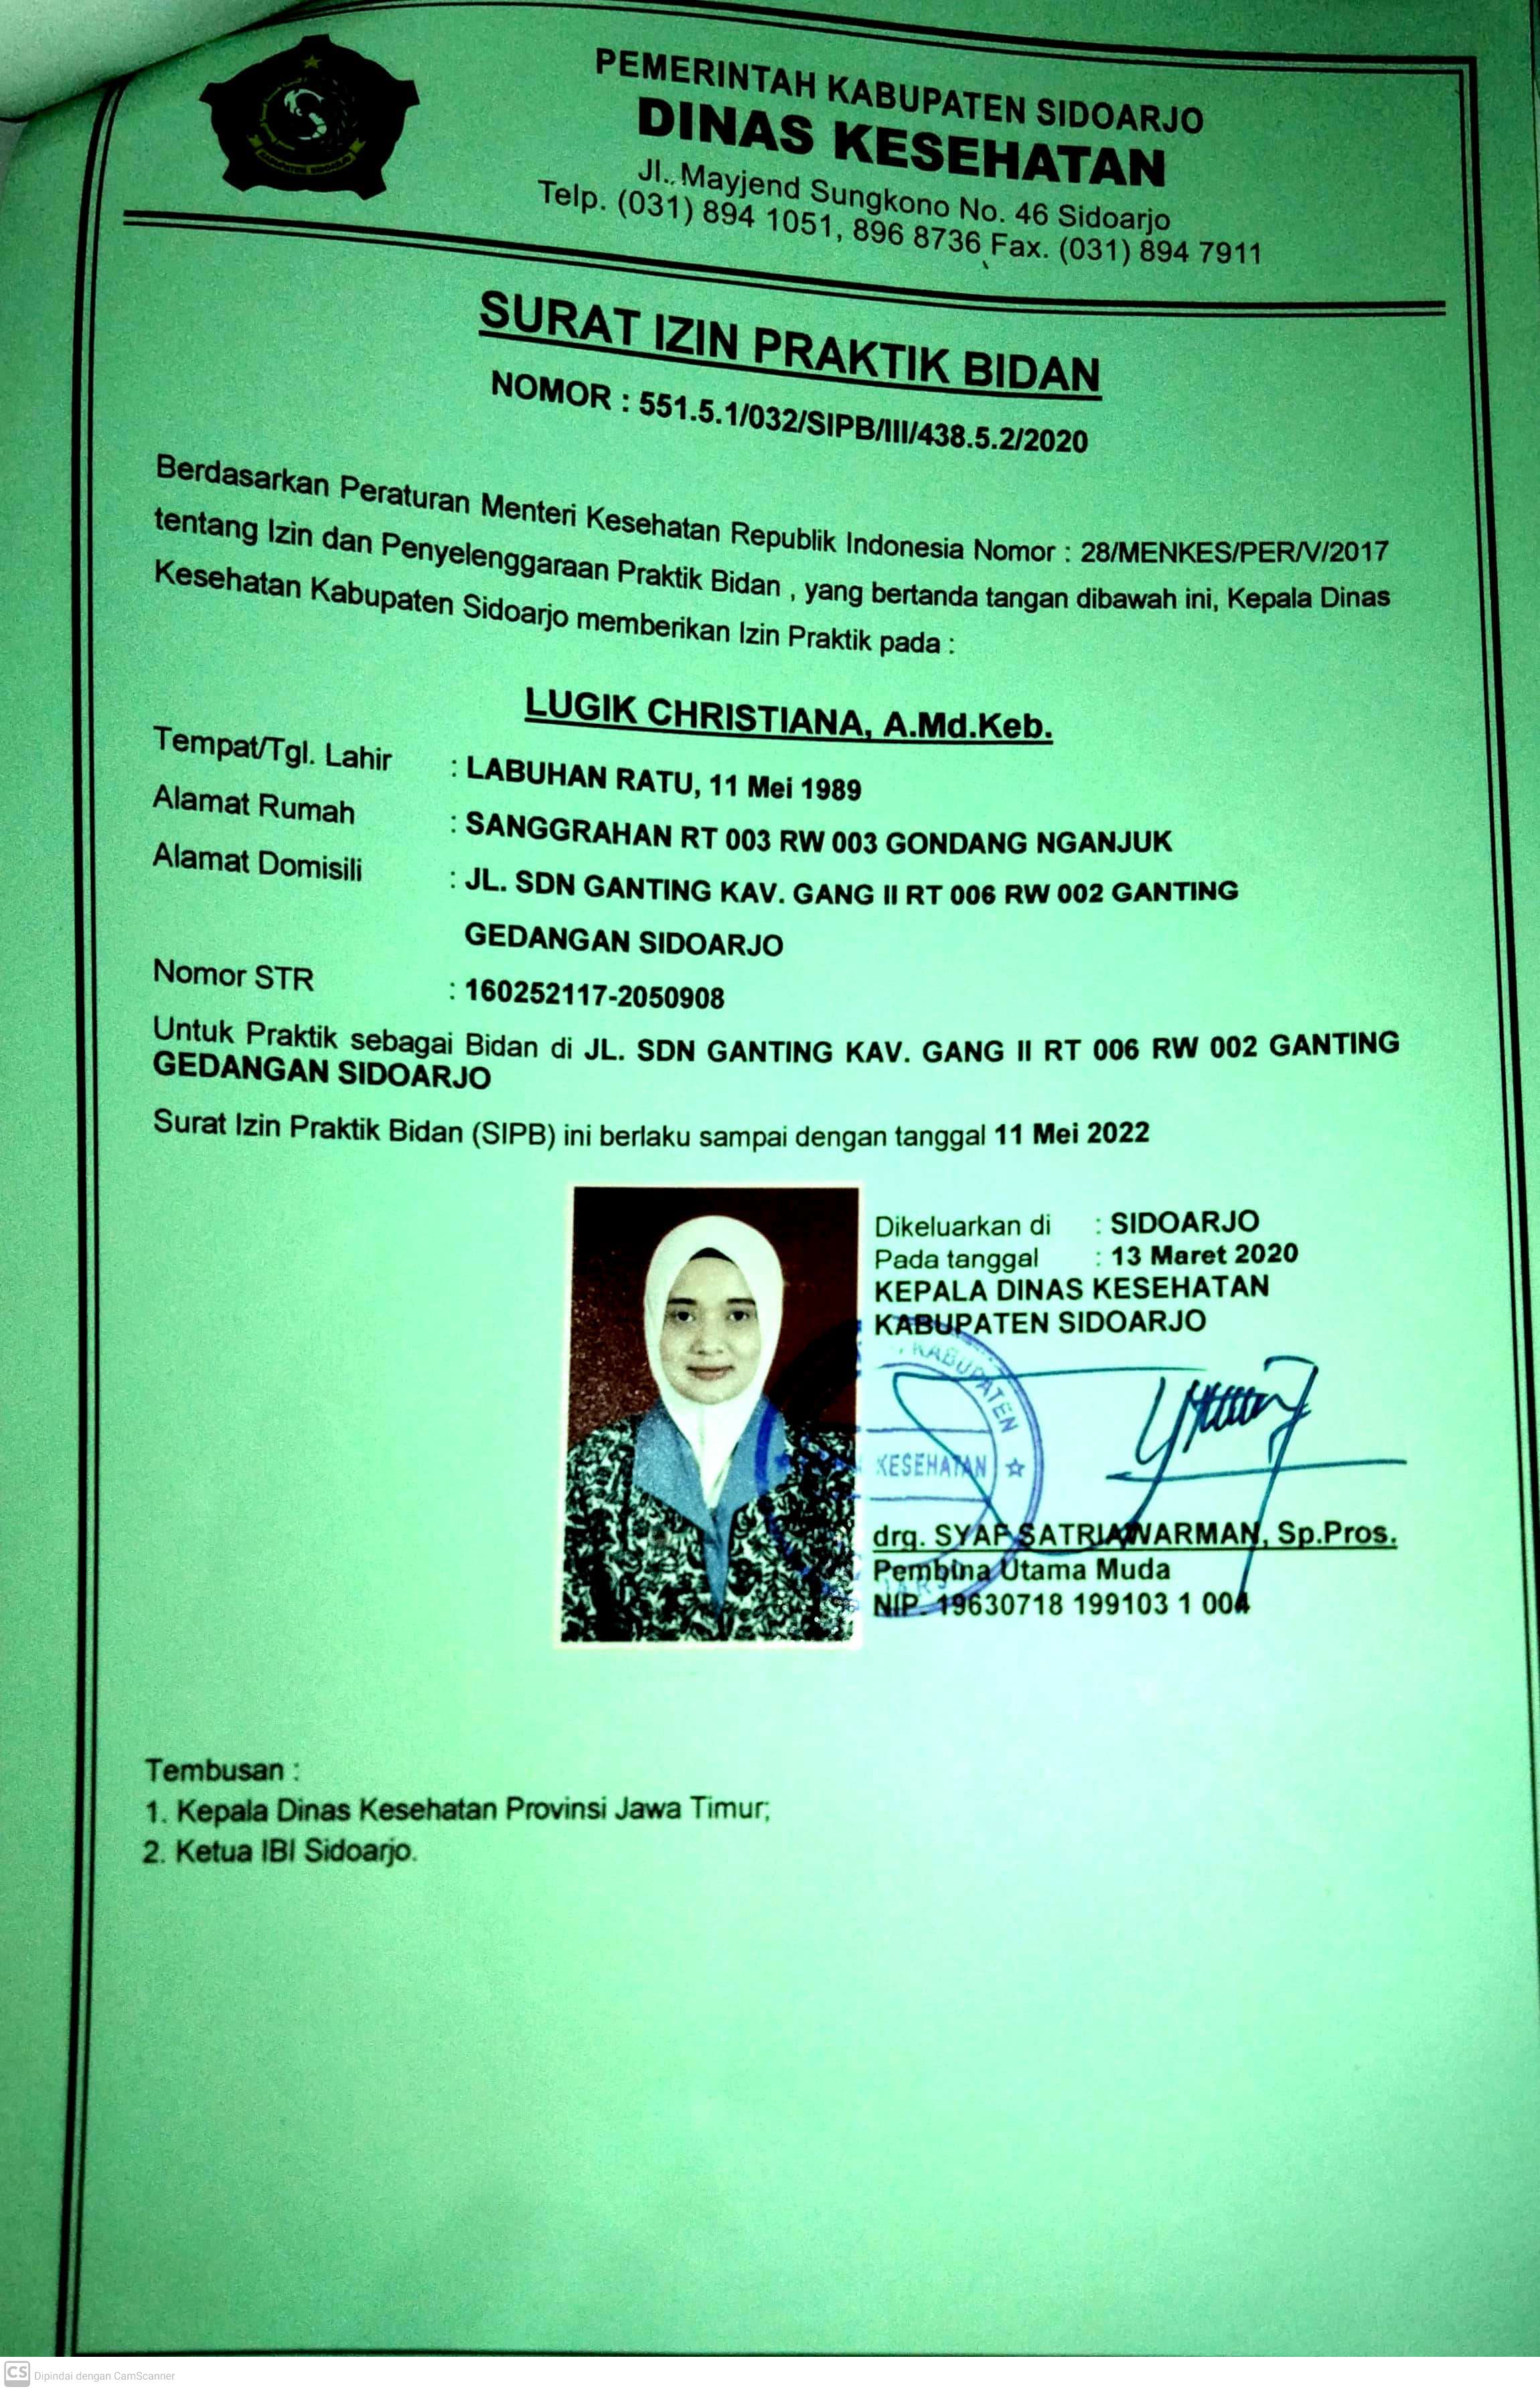 PEMERINTAH KABUPATEN SIDOARJO
DINAS KESEHATAN
Jl. Mayjend Sungkono No. 46 Sidoarjo
Telp. (031) 894 1051, 896 8736 Fax. (031) 894 7911
SURAT IZIN PRAKTIK BIDAN
NOMOR : 551.5.1/032/SIPB/III/438.5.2/2020
Berdasarkan Peraturan Menteri Kesehatan Republik Indonesia Nomor : 28/MENKES/PER/V/2017
tentang Izin dan Penyelenggaraan Praktik Bidan , yang bertanda tangan dibawah ini, Kepala Dinas
Kesehatan Kabupaten Sidoarjo memberikan Izin Praktik pada :
LUGIK CHRISTIANA, A.Md.Keb.
Tempat/Tgl. Lahir : LABUHAN RATU, 11 Mei 1989
Alamat Rumah : SANGGRAHAN RT 003 RW 003 GONDANG NGANJUK
Alamat Domisili : JL. SDN GANTING KAV. GANG II RT 006 RW 002 GANTING
GEDANGAN SIDOARJO
Nomor STR : 160252117-2050908
Untuk Praktik sebagai Bidan di JL. SDN GANTING KAV. GANG II RT 006 RW 002 GANTING
GEDANGAN SIDOARJO
Surat Izin Praktik Bidan (SIPB) ini berlaku sampai dengan tanggal 11 Mei 2022
Dikeluarkan di : SIDOARJO
Pada tanggal : 13 Maret 2020
KEPALA DINAS KESEHATAN
KABUPATEN SIDOARJO
KABUPATEN
KESEHATAN
drg. SYAF SATRIAWARMAN, Sp.Pros.
Pembina Utama Muda
NIP. 19630718 199103 1 004
Tembusan :
1. Kepala Dinas Kesehatan Provinsi Jawa Timur;
2. Ketua IBI Sidoarjo.
CS Dipindai dengan CamScanner